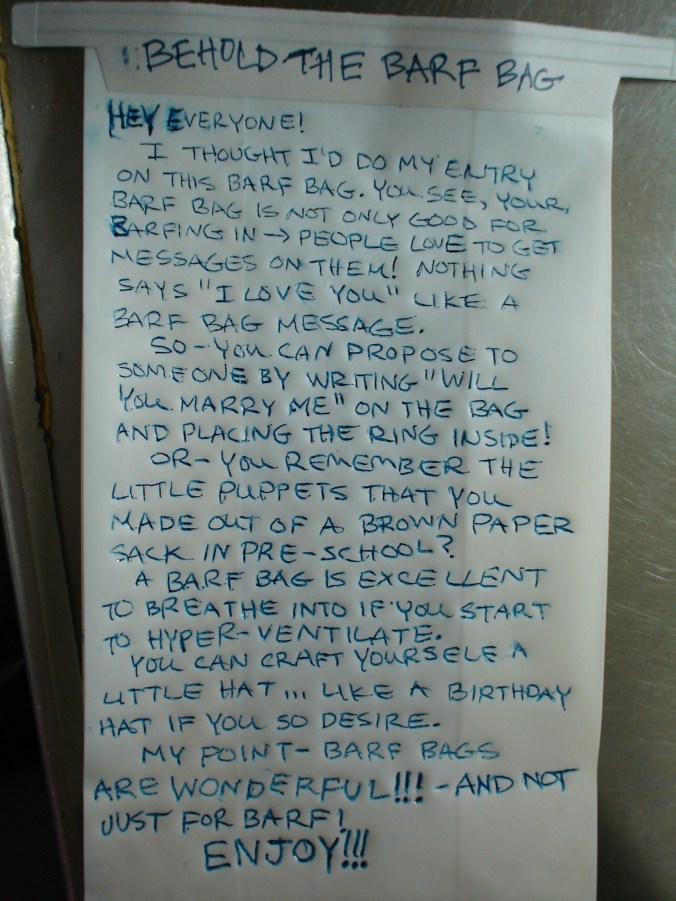 BEHOLD THE BARF BAG
HEY EVERYONE!
I THOUGHT I'D DO MY ENTRY
ON THIS BARF BAG. YOU SEE, YOUR
BARF BAG IS NOT ONLY GOOD FOR
BARFING IN → PEOPLE LOVE TO GET
MESSAGES ON THEM! NOTHING
SAYS "I LOVE YOU" LIKE A
BARF BAG MESSAGE.
SO - YOU CAN PROPOSE TO
SOMEONE BY WRITING "WILL
YOU MARRY ME" ON THE BAG
AND PLACING THE RING INSIDE!
OR - YOU REMEMBER THE
LITTLE PUPPETS THAT YOU
MADE OUT OF A BROWN PAPER
SACK IN PRE-SCHOOL?
A BARF BAG IS EXCELLENT
TO BREATHE INTO IF YOU START
TO HYPER-VENTILATE.
YOU CAN CRAFT YOURSELF A
LITTLE HAT... LIKE A BIRTHDAY
HAT IF YOU SO DESIRE.
MY POINT - BARF BAGS
ARE WONDERFUL!!! - AND NOT
JUST FOR BARF!
ENJOY!!!